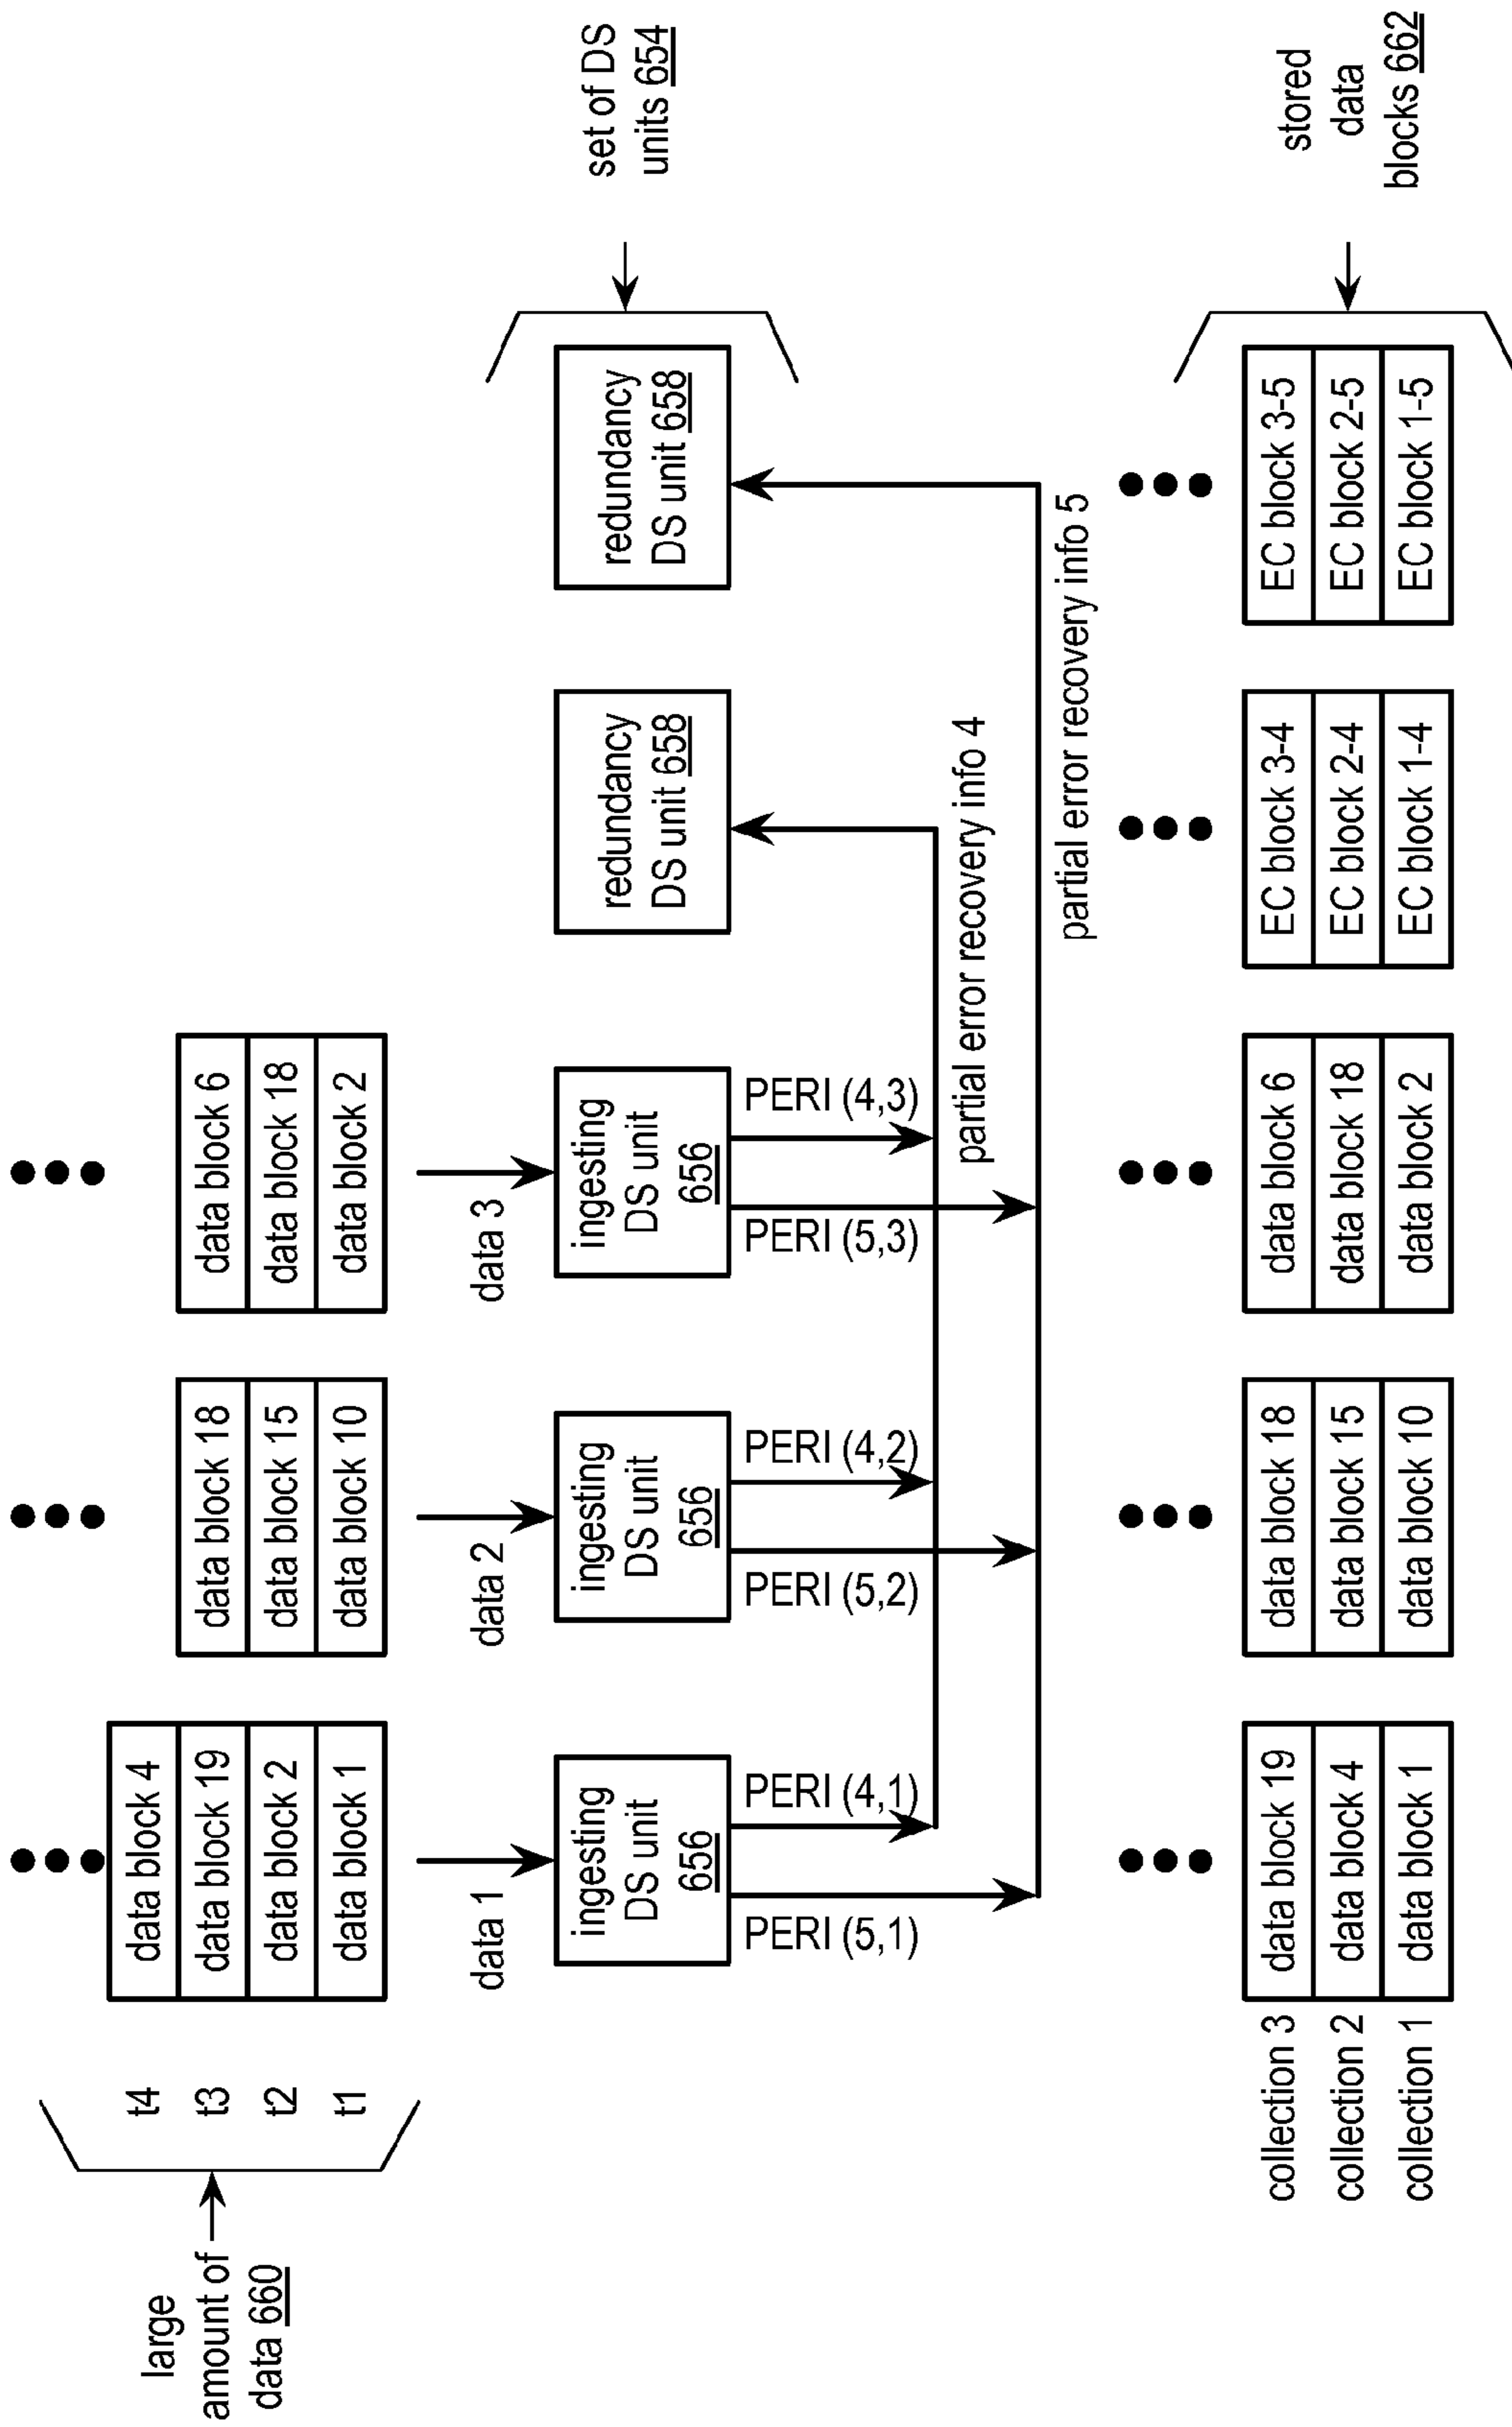 large
amount of
data 660
t4
t3
t2
t1
data block 4
data block 19
data block 2
data block 1
data block 18
data block 15
data block 10
data block 6
data block 18
data block 2
data 1
data 2
data 3
ingesting
DS unit
656
ingesting
DS unit
656
ingesting
DS unit
656
redundancy
DS unit 658
redundancy
DS unit 658
set of DS
units 654
PERI (5,1)
PERI (4,1)
PERI (5,2)
PERI (4,2)
PERI (5,3)
PERI (4,3)
partial error recovery info 4
partial error recovery info 5
collection 3
collection 2
collection 1
data block 19
data block 4
data block 1
data block 18
data block 15
data block 10
data block 6
data block 18
data block 2
EC block 3-4
EC block 2-4
EC block 1-4
EC block 3-5
EC block 2-5
EC block 1-5
stored
data
blocks 662